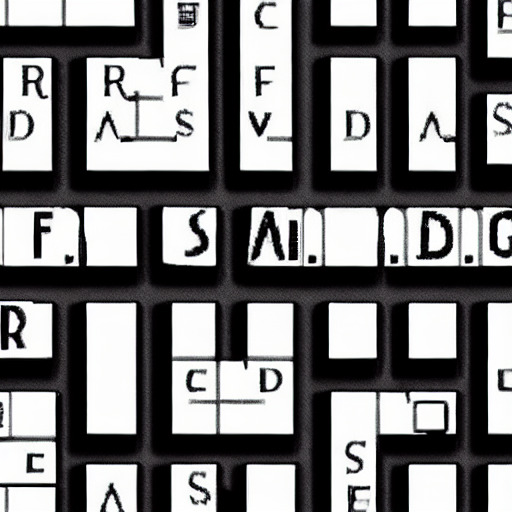 C
R R F F
D A S V D A S
F. S AI. .D.G
R
C D
C
S
A S E